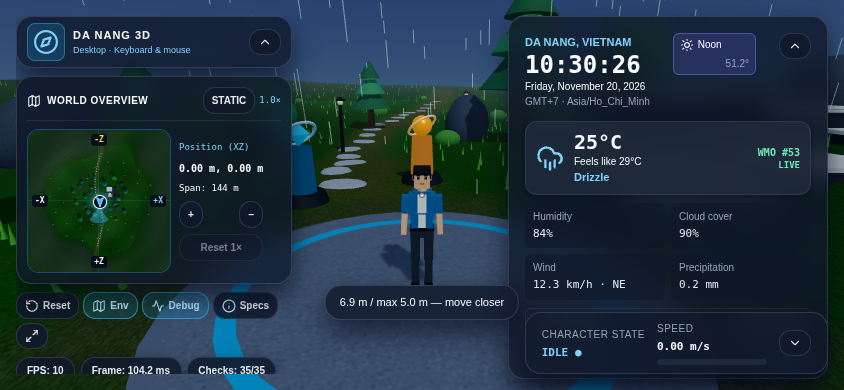 DA NANG 3D
Desktop · Keyboard & mouse
WORLD OVERVIEW
STATIC
1.0×
-Z
-X
+X
+Z
Position (XZ)
0.00 m, 0.00 m
Span: 144 m
+
−
Reset 1×
Reset
Env
Debug
Specs
FPS: 10
Frame: 104.2 ms
Checks: 35/35
6.9 m / max 5.0 m — move closer
DA NANG, VIETNAM
10:30:26
Friday, November 20, 2026
GMT+7 · Asia/Ho_Chi_Minh
Noon
51.2°
25°C
Feels like 29°C
Drizzle
WMO #53
LIVE
Humidity
84%
Cloud cover
90%
Wind
12.3 km/h · NE
Precipitation
0.2 mm
CHARACTER STATE
IDLE ●
SPEED
0.00 m/s